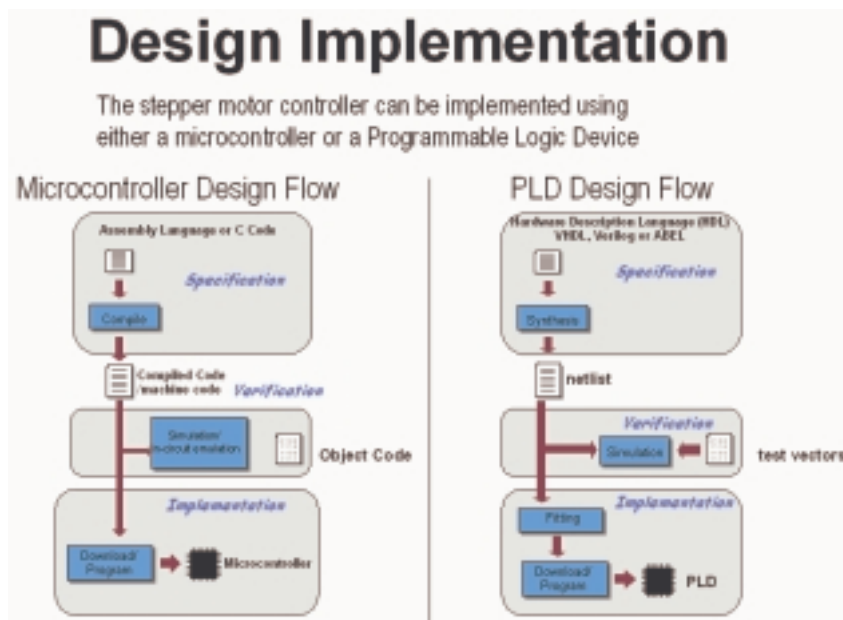 Design Implementation
The stepper motor controller can be implemented using
either a microcontroller or a Programmable Logic Device
Microcontroller Design Flow
Assembly Language or C Code
Specification
Compile
Compiled Code
/machine code
Verification
Simulation/
in-circuit emulation
Object Code
Implementation
Download/
Program
Microcontroller
PLD Design Flow
Hardware Description Language (HDL)
VHDL, Verilog or ABEL
Specification
Synthesis
netlist
Verification
Simulation
test vectors
Implementation
Fitting
Download/
Program
PLD